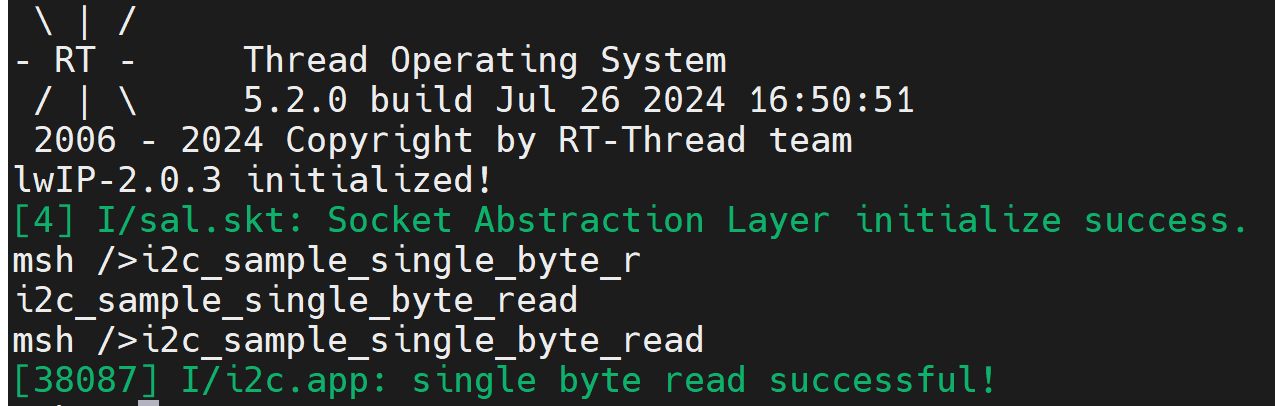 \ | /
- RT -     Thread Operating System
 / | \     5.2.0 build Jul 26 2024 16:50:51
 2006 - 2024 Copyright by RT-Thread team
lwIP-2.0.3 initialized!
[4] I/sal.skt: Socket Abstraction Layer initialize success.
msh />i2c_sample_single_byte_r
i2c_sample_single_byte_read
msh />i2c_sample_single_byte_read
[38087] I/i2c.app: single byte read successful!